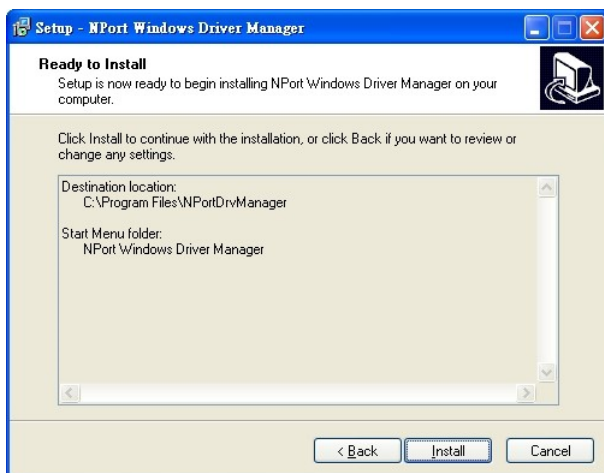 Setup - NPort Windows Driver Manager
Ready to Install
Setup is now ready to begin installing NPort Windows Driver Manager on your
computer.
Click Install to continue with the installation, or click Back if you want to review or
change any settings.
Destination location:
C:\Program Files\NPortDrvManager
Start Menu folder:
NPort Windows Driver Manager
< Back
Install
Cancel